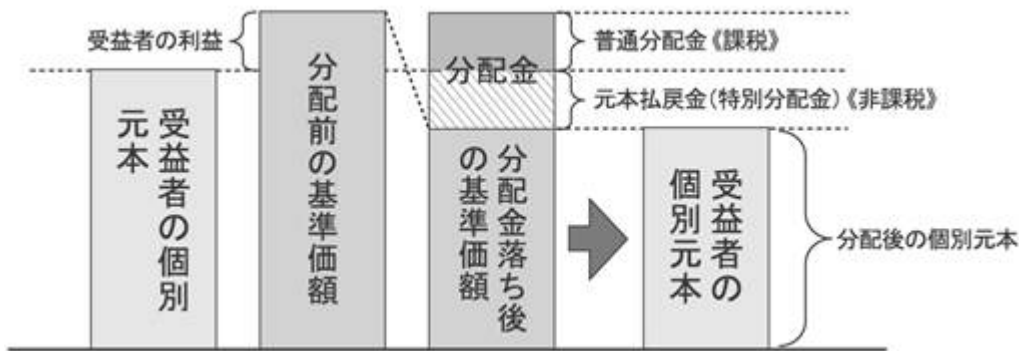 受益者の利益
受益者の個別
元本
分配前の基準価額
分配金
分配金落ち後
の基準価額
普通分配金《課税》
元本払戻金(特別分配金)《非課税》
受益者の
個別元本
分配後の個別元本